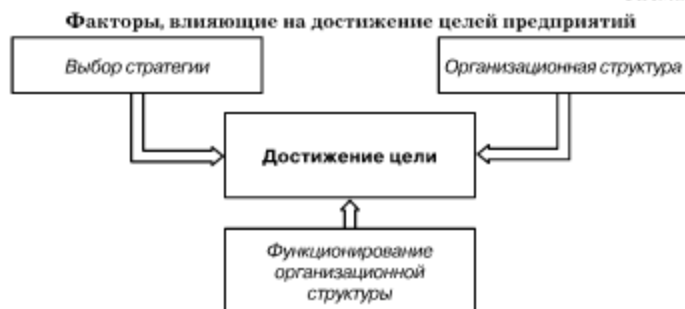 Факторы, влияющие на достижение целей предприятий
Выбор стратегии
Организационная структура
Достижение цели
Функционирование
организационной
структуры